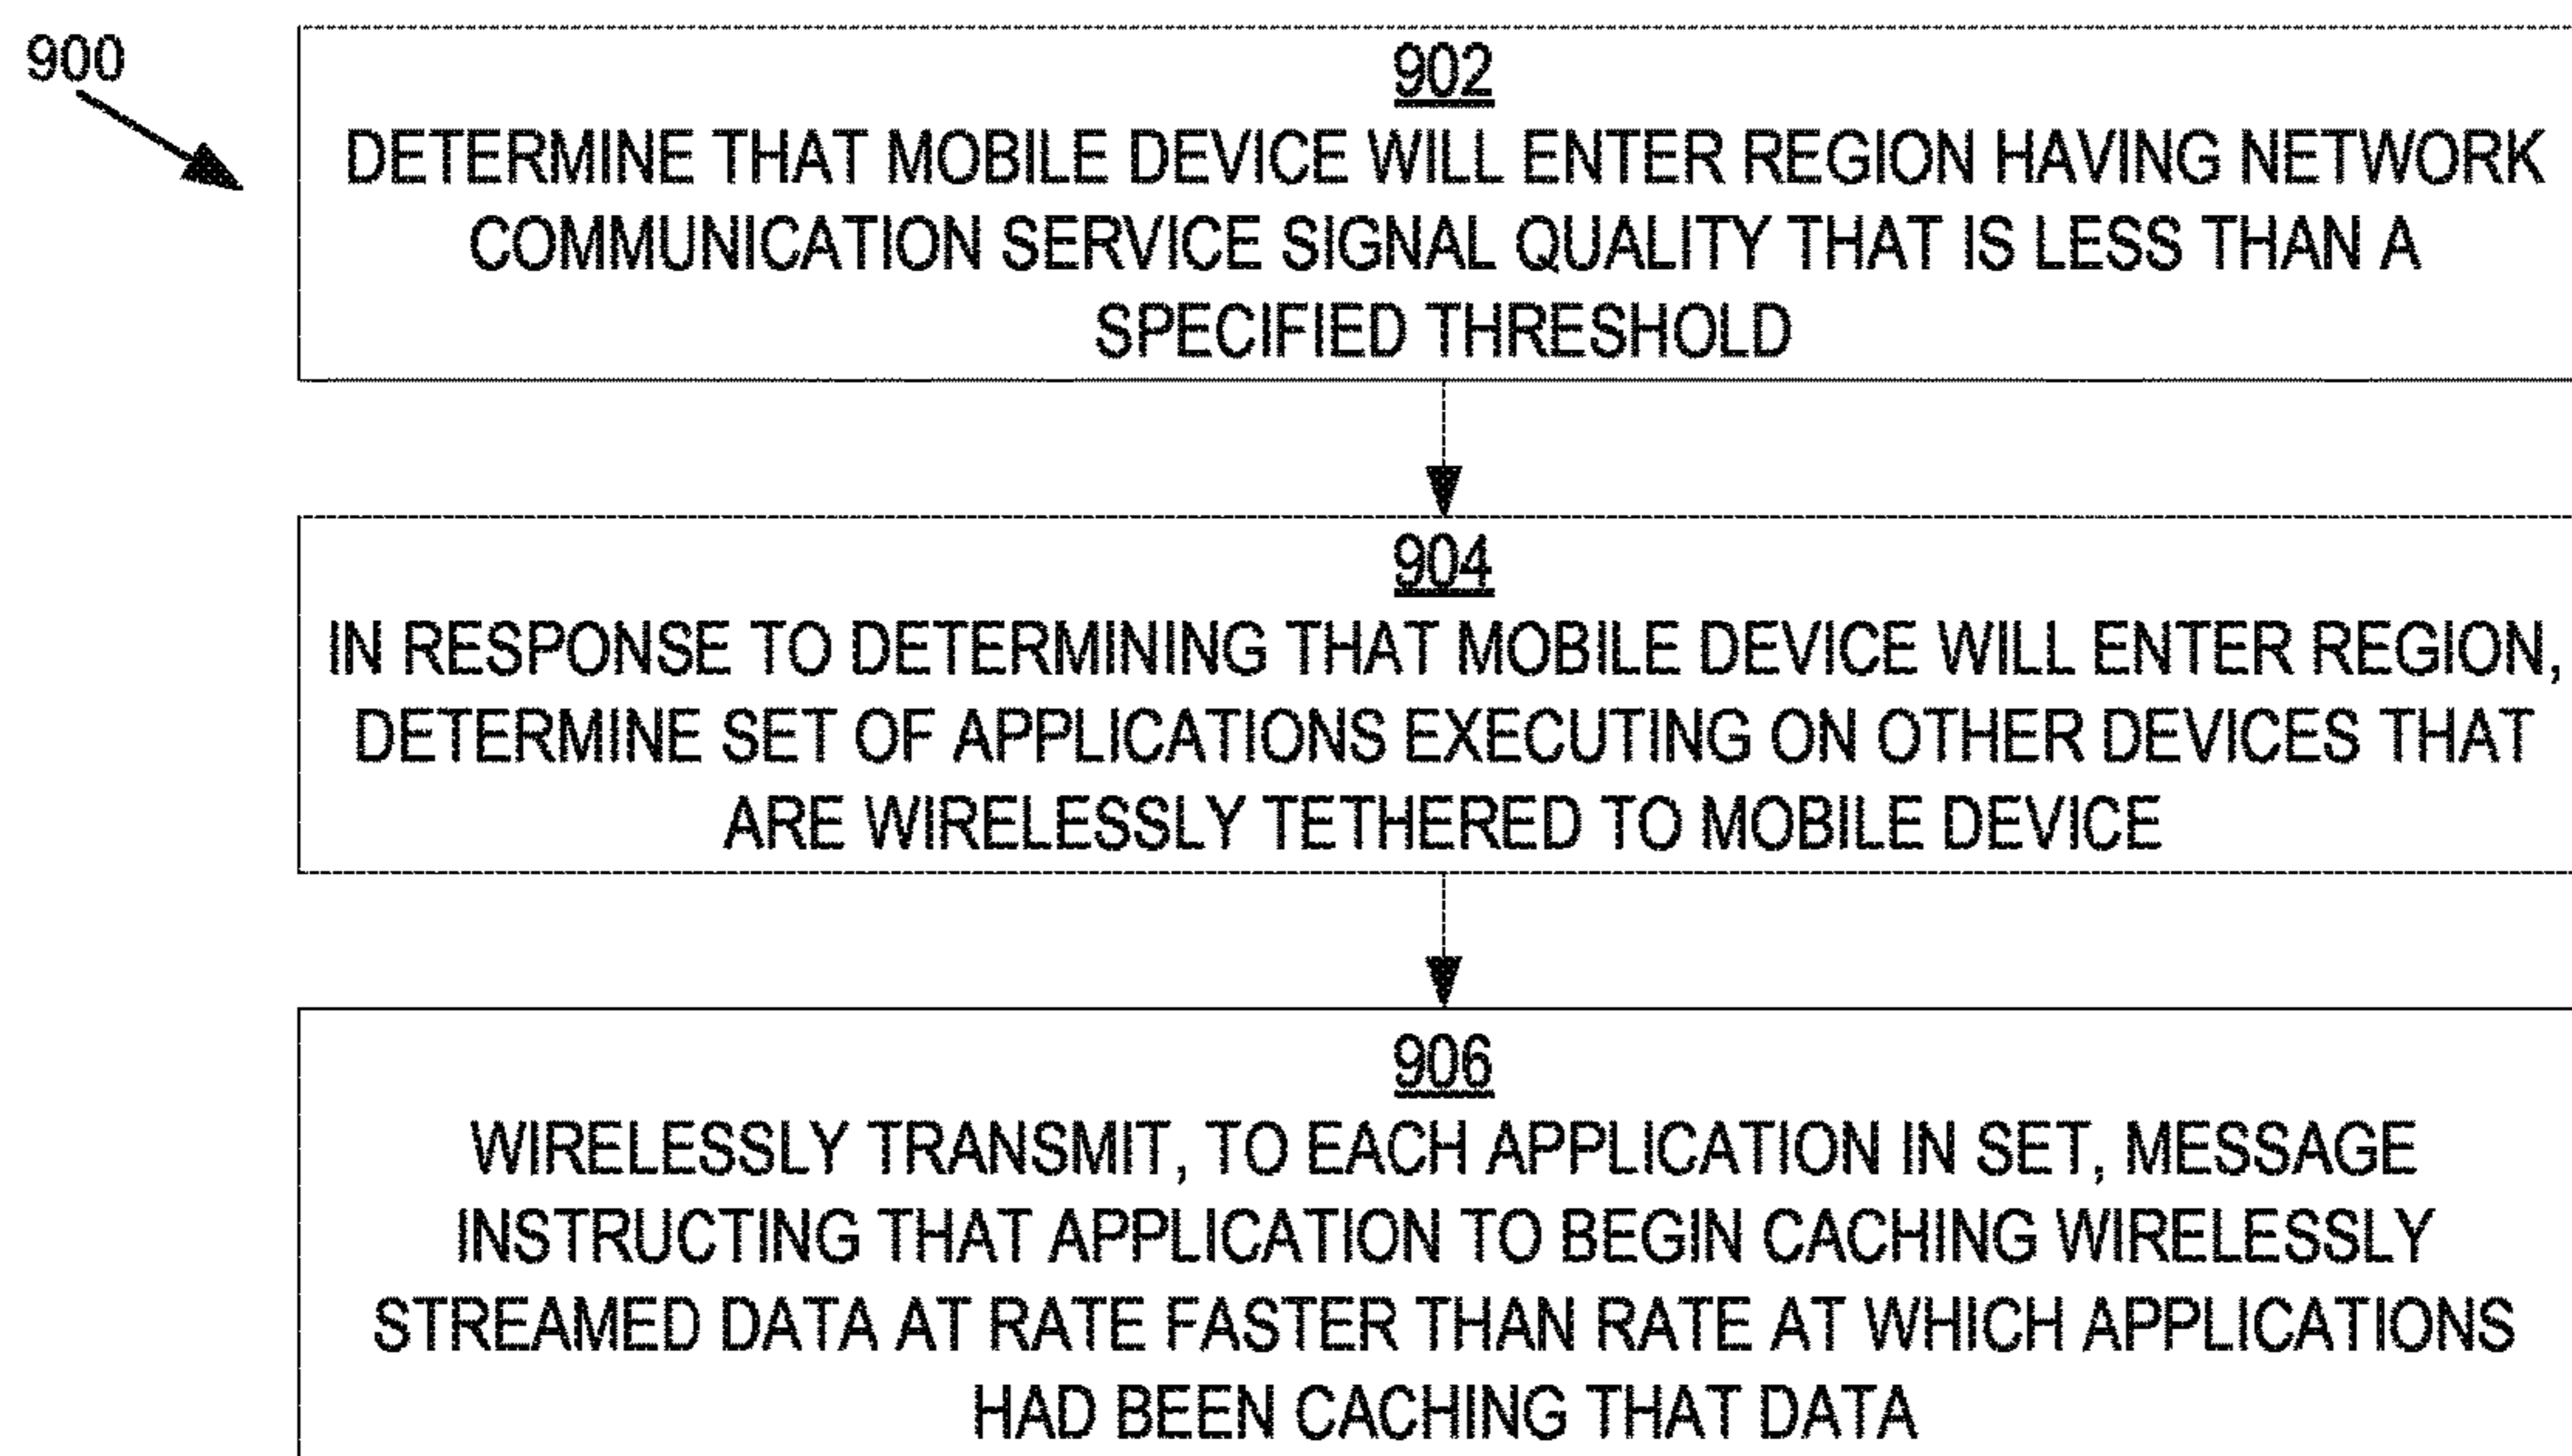 900
902
DETERMINE THAT MOBILE DEVICE WILL ENTER REGION HAVING NETWORK
COMMUNICATION SERVICE SIGNAL QUALITY THAT IS LESS THAN A
SPECIFIED THRESHOLD
904
IN RESPONSE TO DETERMINING THAT MOBILE DEVICE WILL ENTER REGION,
DETERMINE SET OF APPLICATIONS EXECUTING ON OTHER DEVICES THAT
ARE WIRELESSLY TETHERED TO MOBILE DEVICE
906
WIRELESSLY TRANSMIT, TO EACH APPLICATION IN SET, MESSAGE
INSTRUCTING THAT APPLICATION TO BEGIN CACHING WIRELESSLY
STREAMED DATA AT RATE FASTER THAN RATE AT WHICH APPLICATIONS
HAD BEEN CACHING THAT DATA